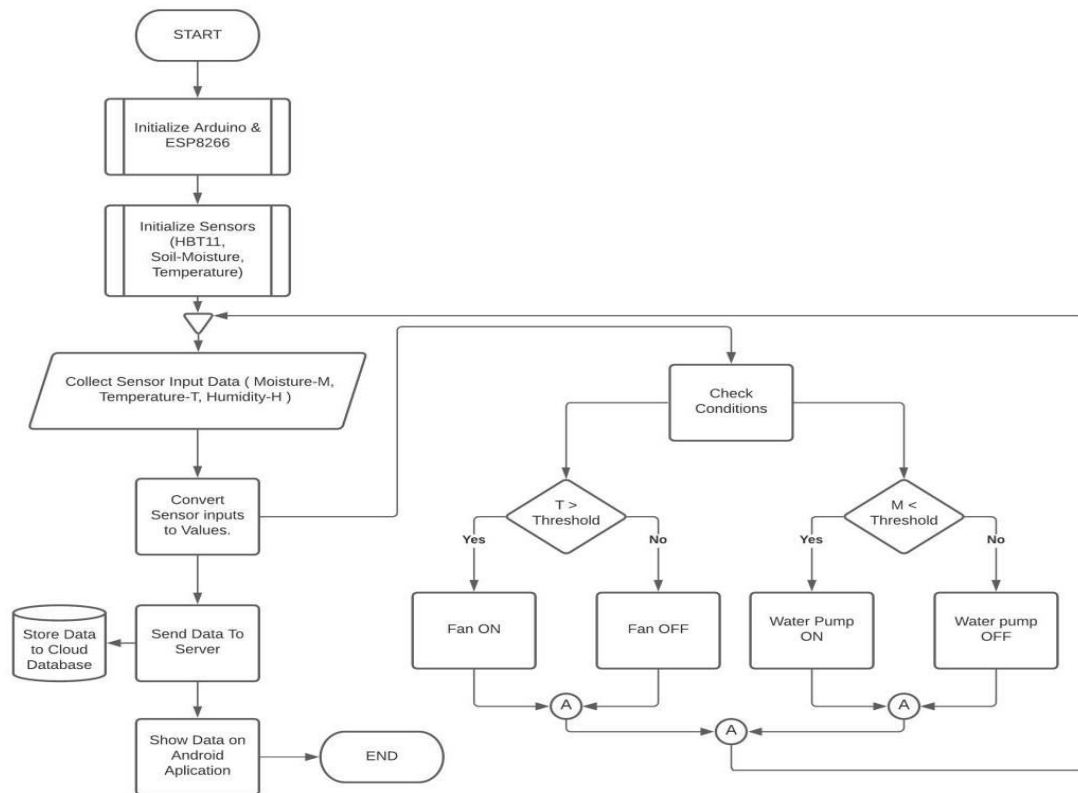 START
Initialize Arduino &
ESP8266
Initialize Sensors
(HBT11,
Soil-Moisture,
Temperature)
Collect Sensor Input Data ( Moisture-M,
Temperature-T, Humidity-H )
Convert
Sensor inputs
to Values.
Send Data To
Server
Store Data
to Cloud
Database
Show Data on
Android
Aplication
END
Check
Conditions
T >
Threshold
Yes
No
Fan ON
Fan OFF
A
M <
Threshold
Yes
No
Water Pump
ON
Water pump
OFF
A
A